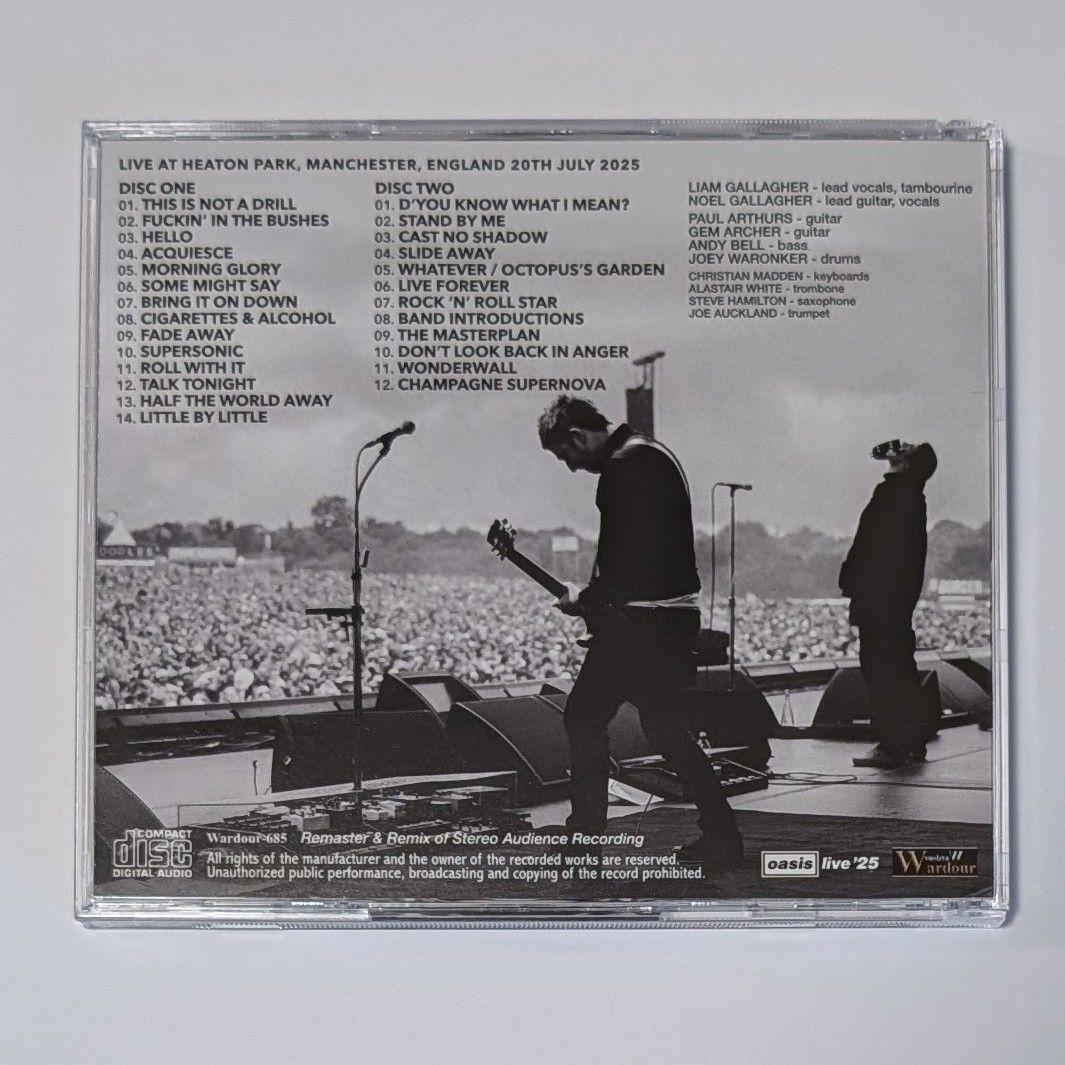 LIVE AT HEATON PARK, MANCHESTER, ENGLAND 20TH JULY 2025
DISC ONE
01. THIS IS NOT A DRILL
02. FUCKIN' IN THE BUSHES
03. HELLO
04. ACQUIESCE
05. MORNING GLORY
06. SOME MIGHT SAY
07. BRING IT ON DOWN
08. CIGARETTES & ALCOHOL
09. FADE AWAY
10. SUPERSONIC
11. ROLL WITH IT
12. TALK TONIGHT
13. HALF THE WORLD AWAY
14. LITTLE BY LITTLE
DISC TWO
01. D'YOU KNOW WHAT I MEAN?
02. STAND BY ME
03. CAST NO SHADOW
04. SLIDE AWAY
05. WHATEVER / OCTOPUS'S GARDEN
06. LIVE FOREVER
07. ROCK 'N' ROLL STAR
08. BAND INTRODUCTIONS
09. THE MASTERPLAN
10. DON'T LOOK BACK IN ANGER
11. WONDERWALL
12. CHAMPAGNE SUPERNOVA
LIAM GALLAGHER - lead vocals, tambourine
NOEL GALLAGHER - lead guitar, vocals
PAUL ARTHURS - guitar
GEM ARCHER - guitar
ANDY BELL - bass
JOEY WARONKER - drums
CHRISTIAN MADDEN - keyboards
ALASTAIR WHITE - trombone
STEVE HAMILTON - saxophone
JOE AUCKLAND - trumpet
COMPACT
disc
DIGITAL AUDIO
Wardour-685 Remaster & Remix of Stereo Audience Recording
All rights of the manufacturer and the owner of the recorded works are reserved.
Unauthorized public performance, broadcasting and copying of the record prohibited.
oasis live '25
Wardour